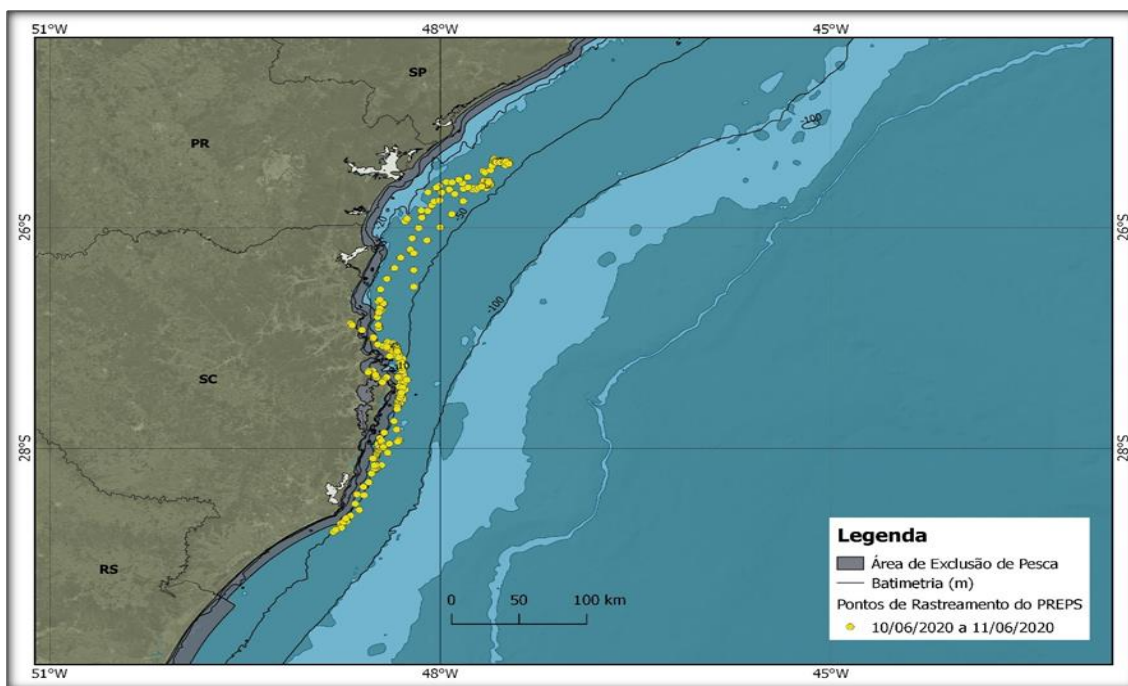 51°W 48°W 45°W
SP
-100
PR
-50
26°S 26°S
-100
SC
28°S 28°S
RS
Legenda
Área de Exclusão de Pesca
Batimetria (m)
Pontos de Rastreamento do PREPS
10/06/2020 a 11/06/2020
0 50 100 km
51°W 48°W 45°W